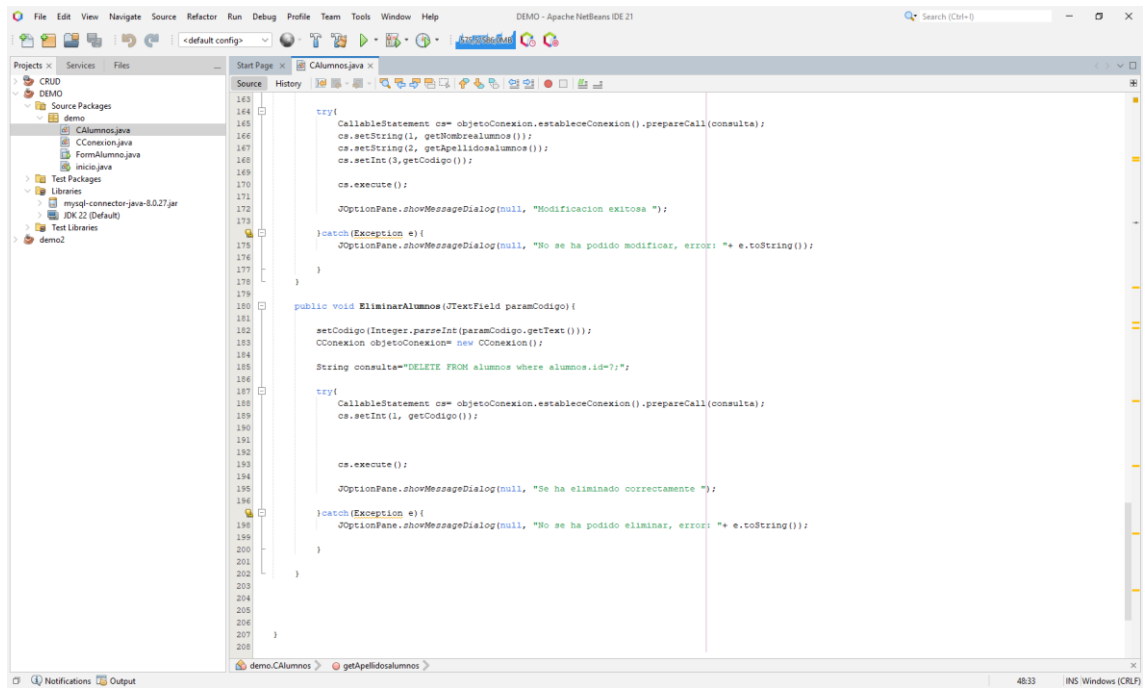 File Edit View Navigate Source Refactor Run Debug Profile Team Tools Window Help DEMO - Apache NetBeans IDE 21 Search (Ctrl+I)
<default config>
Projects Services Files
CRUD
DEMO
Source Packages
demo
CAlumnos.java
CConexion.java
FormAlumno.java
inicio.java
Test Packages
Libraries
mysql-connector-java-8.0.27.jar
JDK 22 (Default)
Test Libraries
demo2
Start Page CAlumnos.java
Source History
163
164 try{
165 CallableStatement cs= objetoConexion.estableceConexion().prepareCall(consulta);
166 cs.setString(1, getNombrealumnos());
167 cs.setString(2, getApellidosalumnos());
168 cs.setInt(3,getCodigo());
169
170 cs.execute();
171
172 JOptionPane.showMessageDialog(null, "Modificacion exitosa ");
173
}catch(Exception e){
175 JOptionPane.showMessageDialog(null, "No se ha podido modificar, error: "+ e.toString());
176
177 }
178 }
179
180 public void EliminarAlumnos(JTextField paramCodigo){
181
182 setCodigo(Integer.parseInt(paramCodigo.getText()));
183 CConexion objetoConexion= new CConexion();
184
185 String consulta="DELETE FROM alumnos where alumnos.id=?;";
186
187 try{
188 CallableStatement cs= objetoConexion.estableceConexion().prepareCall(consulta);
189 cs.setInt(1, getCodigo());
190
191
192
193 cs.execute();
194
195 JOptionPane.showMessageDialog(null, "Se ha eliminado correctamente ");
196
}catch(Exception e){
198 JOptionPane.showMessageDialog(null, "No se ha podido eliminar, error: "+ e.toString());
199
200 }
201
202 }
203
204
205
206
207 }
208
demo.CAlumnos getApellidosalumnos
Notifications Output 48:33 INS Windows (CRLF)